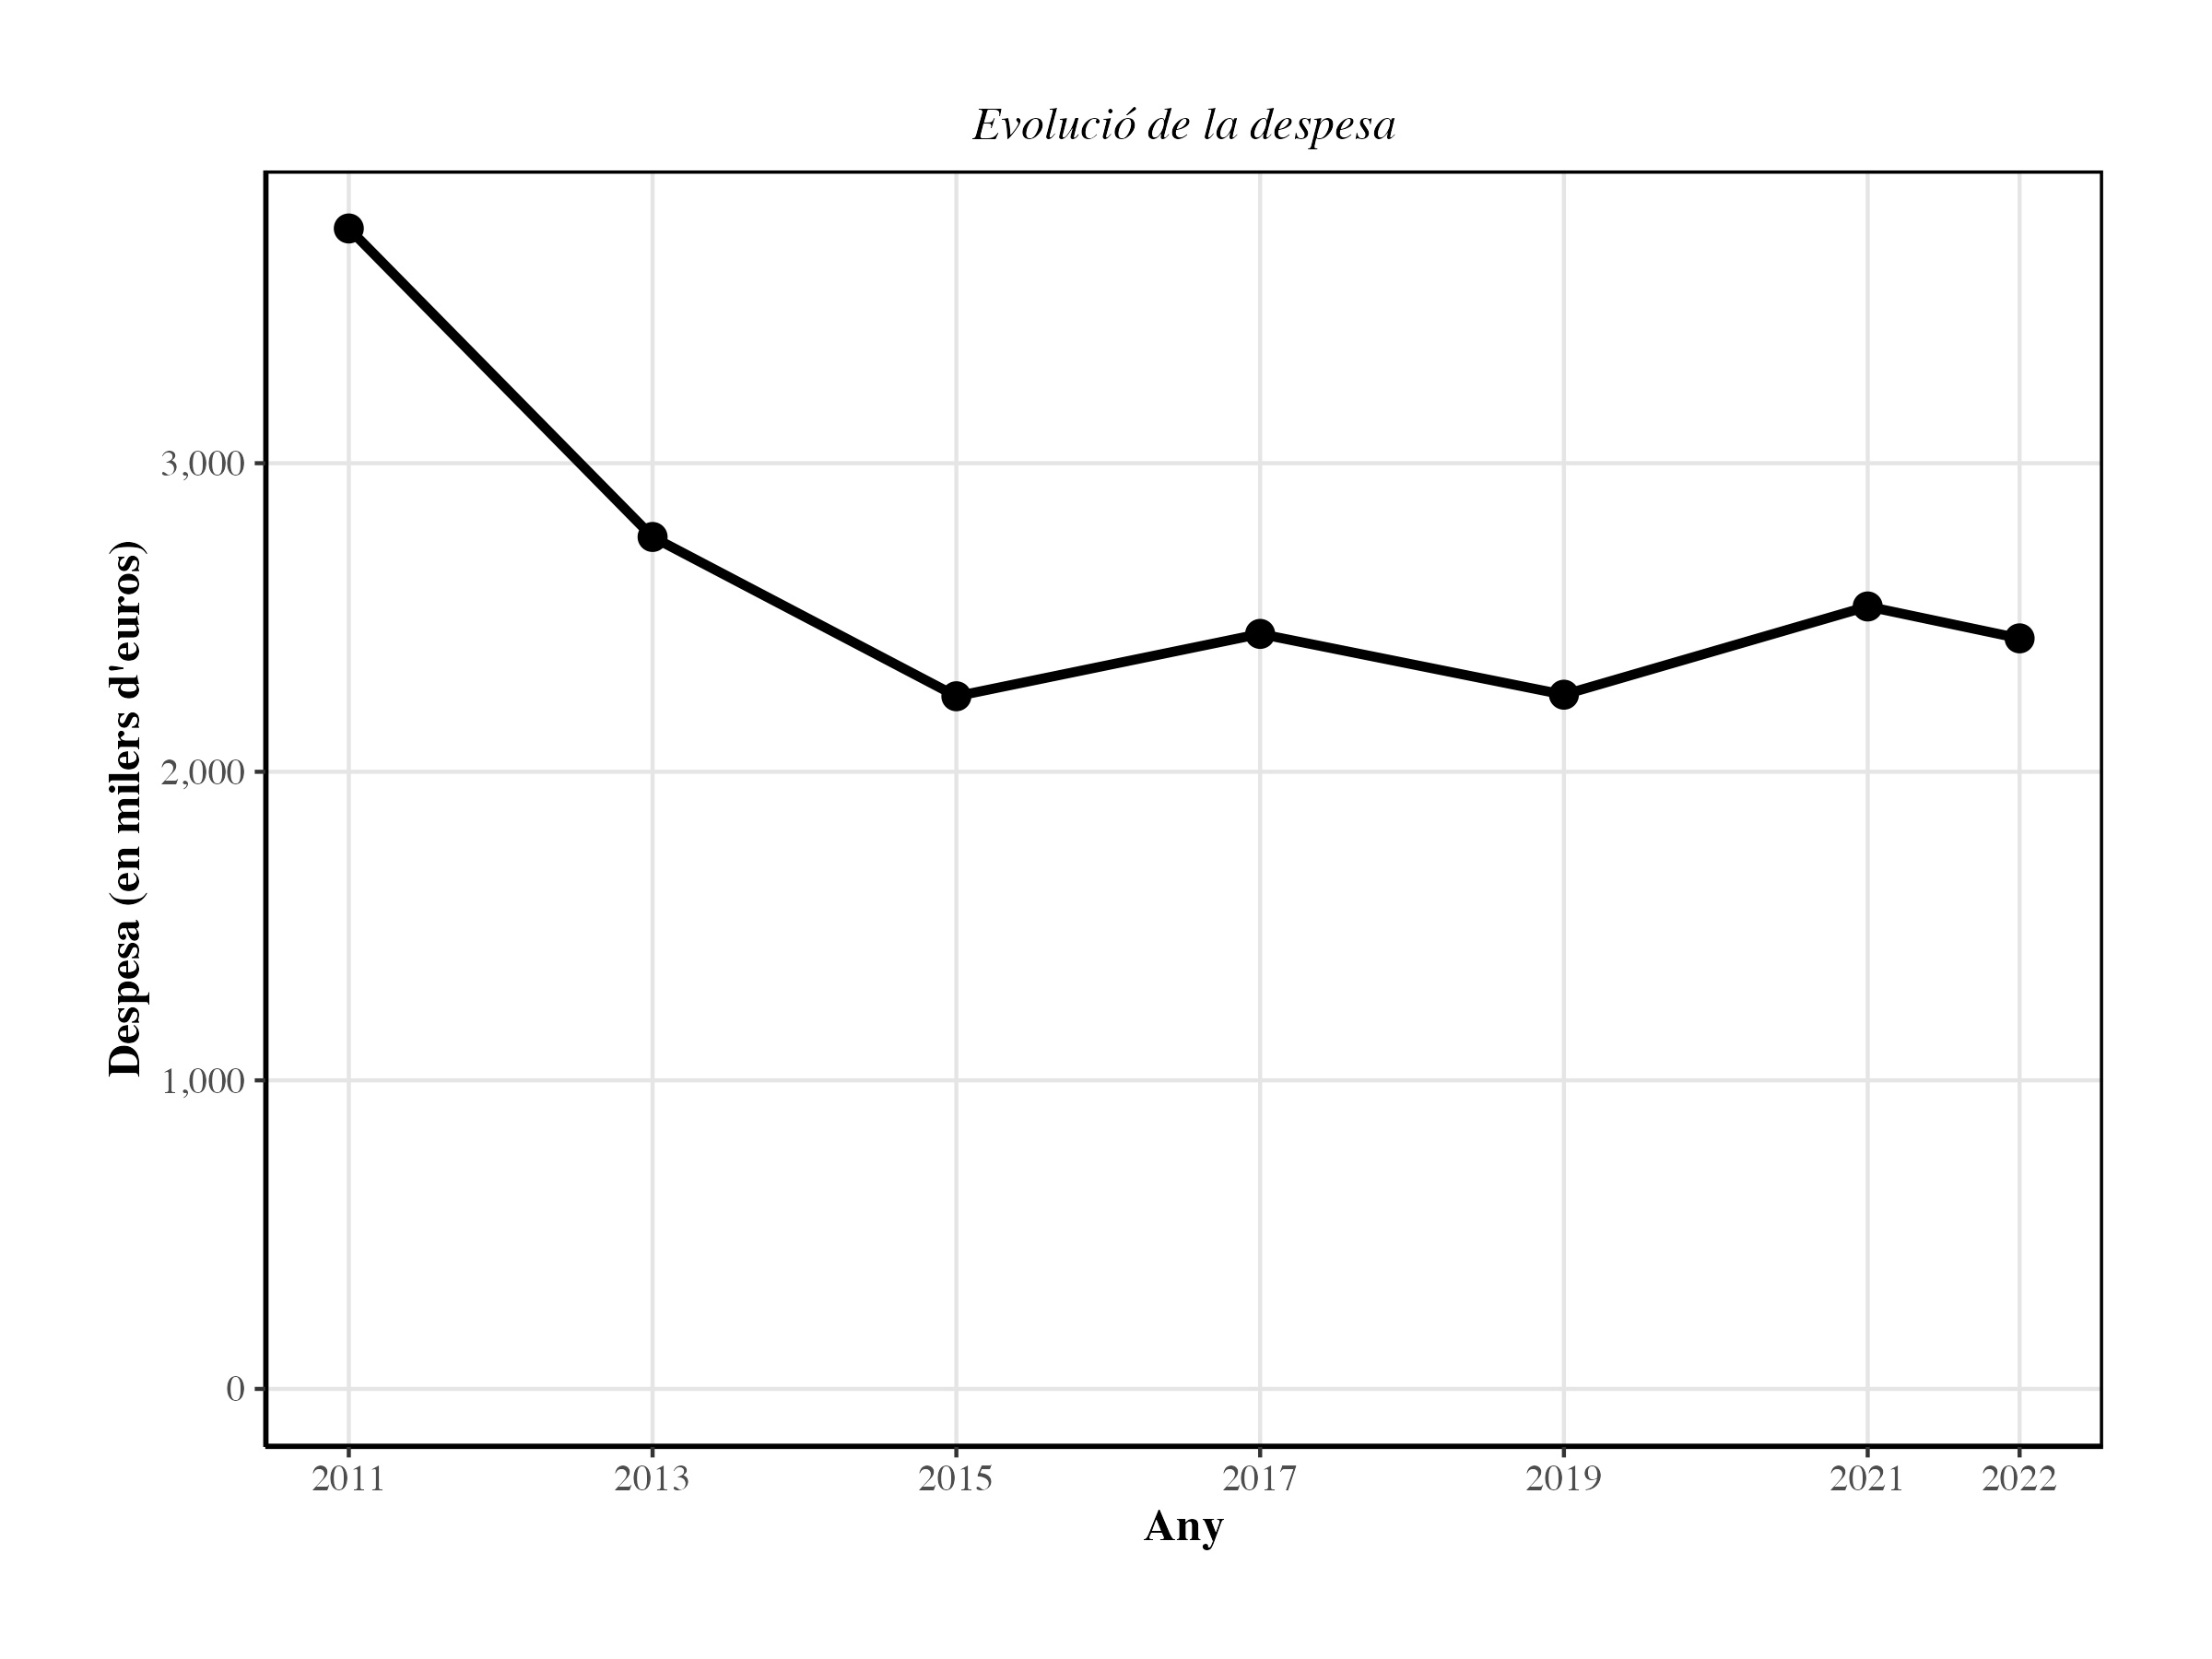 Evolució de la despesa
Despesa (en milers d'euros)
3,000
2,000
1,000
0
2011 2013 2015 2017 2019 2021 2022
Any